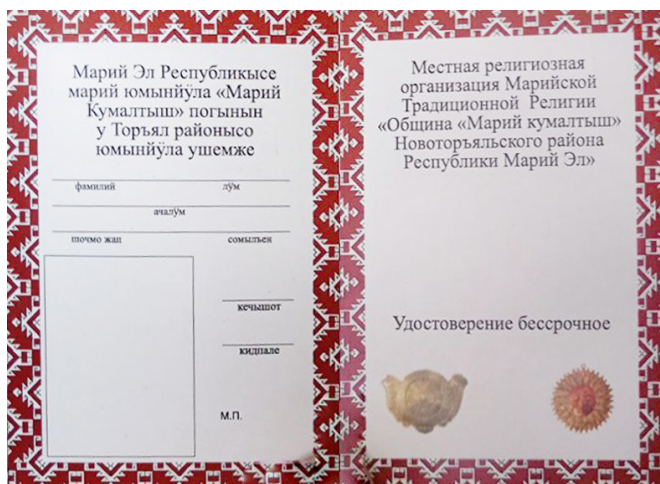 Марий Эл Республикысе
марий юмынйӱла «Марий
Кумалтыш» погынын
у Торъял районысо
юмынйӱла ушемже
фамилий лӱм
ачалӱм
шочмо жап сомыльен
кечышот
кидпале
М.П.
Местная религиозная
организация Марийской
Традиционной Религии
«Община «Марий кумалтыш»
Новоторъяльского района
Республики Марий Эл»
Удостоверение бессрочное